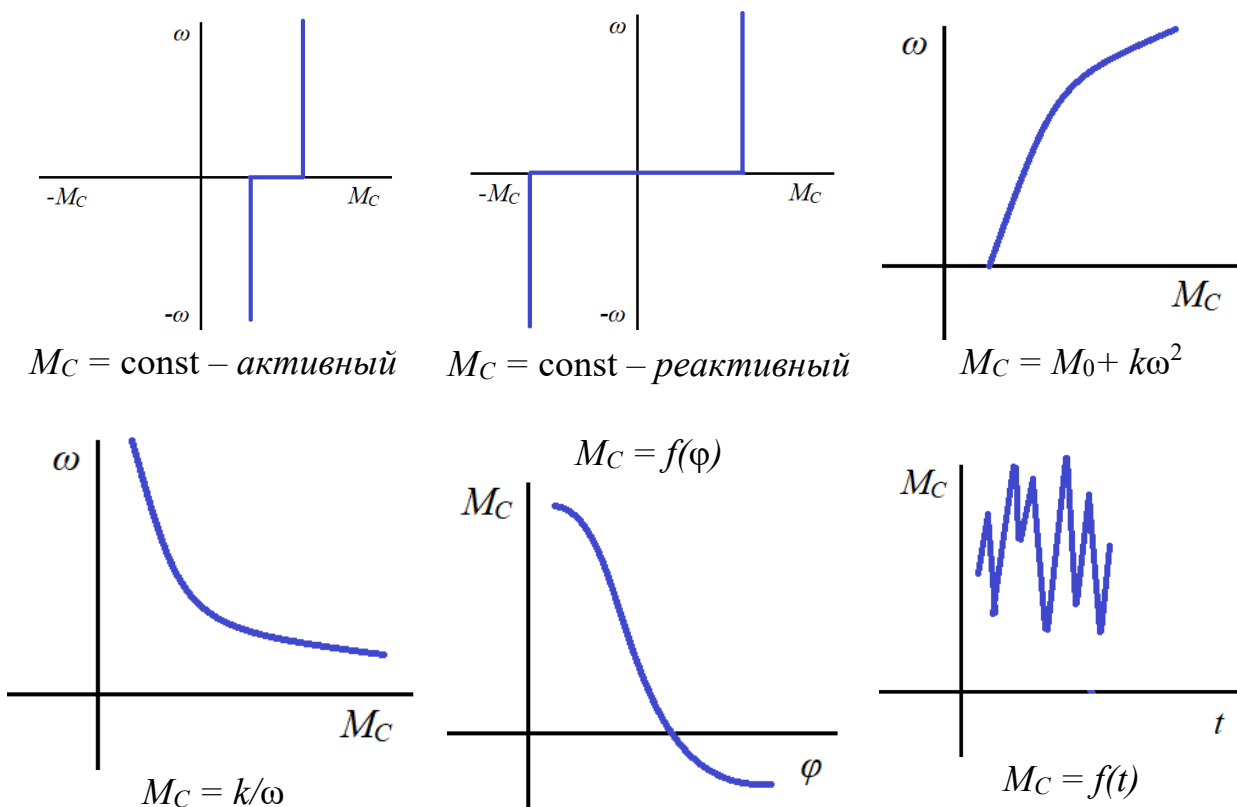 ω
-M_C M_C
-ω
M_C = const – активный
ω
-M_C M_C
-ω
M_C = const – реактивный
ω
M_C
M_C = M_0 + kω²
ω
M_C
M_C = k/ω
M_C = f(φ)
M_C
φ
M_C
t
M_C = f(t)